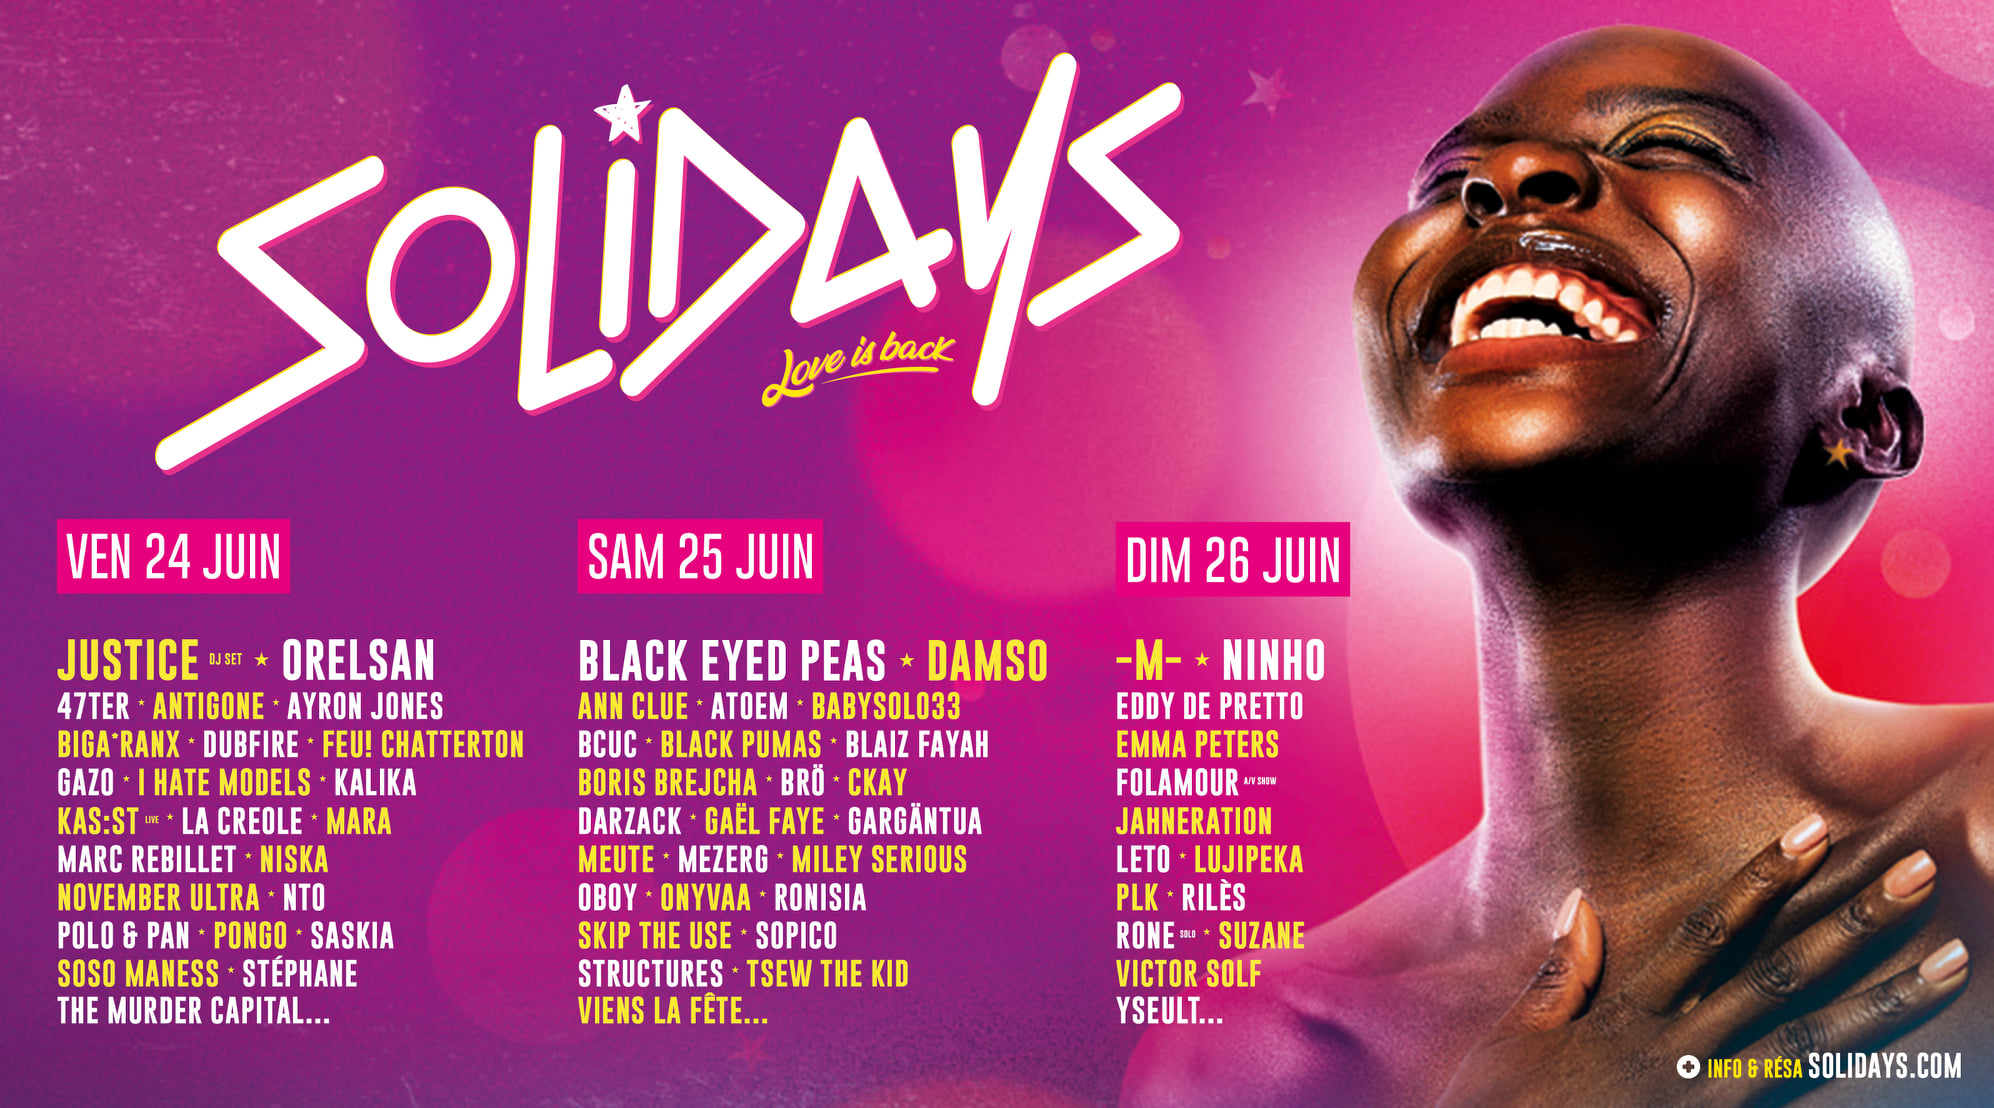 SOLIDAYS
Love is back
VEN 24 JUIN
JUSTICE DJ SET ★ ORELSAN
47TER ★ ANTIGONE ★ AYRON JONES
BIGA*RANX ★ DUBFIRE ★ FEU! CHATTERTON
GAZO ★ I HATE MODELS ★ KALIKA
KAS:ST LIVE ★ LA CREOLE ★ MARA
MARC REBILLET ★ NISKA
NOVEMBER ULTRA ★ NTO
POLO & PAN ★ PONGO ★ SASKIA
SOSO MANESS ★ STÉPHANE
THE MURDER CAPITAL...
SAM 25 JUIN
BLACK EYED PEAS ★ DAMSO
ANN CLUE ★ ATOEM ★ BABYSOLO33
BCUC ★ BLACK PUMAS ★ BLAIZ FAYAH
BORIS BREJCHA ★ BRÖ ★ CKAY
DARZACK ★ GAËL FAYE ★ GARGÄNTUA
MEUTE ★ MEZERG ★ MILEY SERIOUS
OBOY ★ ONYVAA ★ RONISIA
SKIP THE USE ★ SOPICO
STRUCTURES ★ TSEW THE KID
VIENS LA FÊTE...
DIM 26 JUIN
-M- ★ NINHO
EDDY DE PRETTO
EMMA PETERS
FOLAMOUR A/V SHOW
JAHNERATION
LETO ★ LUJIPEKA
PLK ★ RILÈS
RONE SOLO ★ SUZANE
VICTOR SOLF
YSEULT...
INFO & RÉSA SOLIDAYS.COM